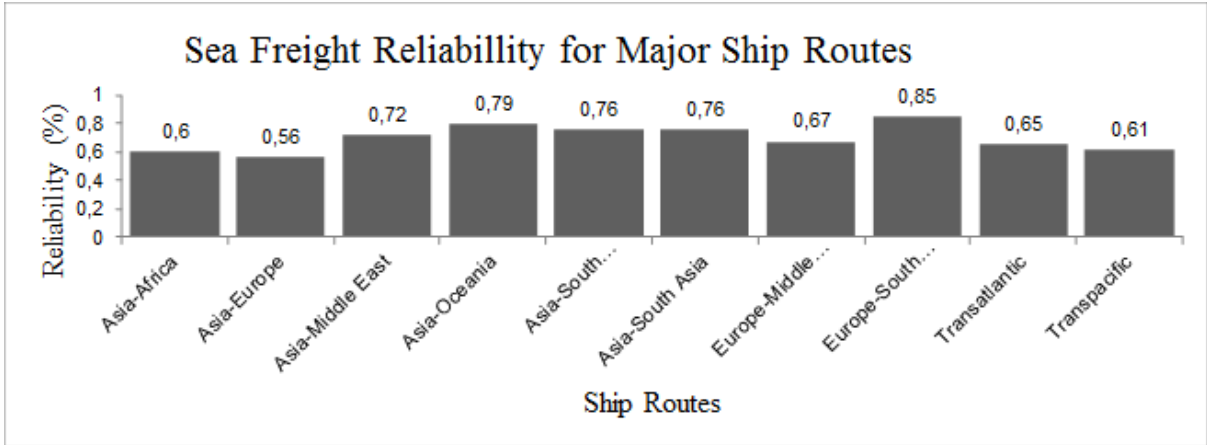 Sea Freight Reliabillity for Major Ship Routes
Reliability (%)
1
0,8
0,6
0,4
0,2
0
0,6
0,56
0,72
0,79
0,76
0,76
0,67
0,85
0,65
0,61
Asia-Africa
Asia-Europe
Asia-Middle East
Asia-Oceania
Asia-South...
Asia-South Asia
Europe-Middle...
Europe-South...
Transatlantic
Transpacific
Ship Routes